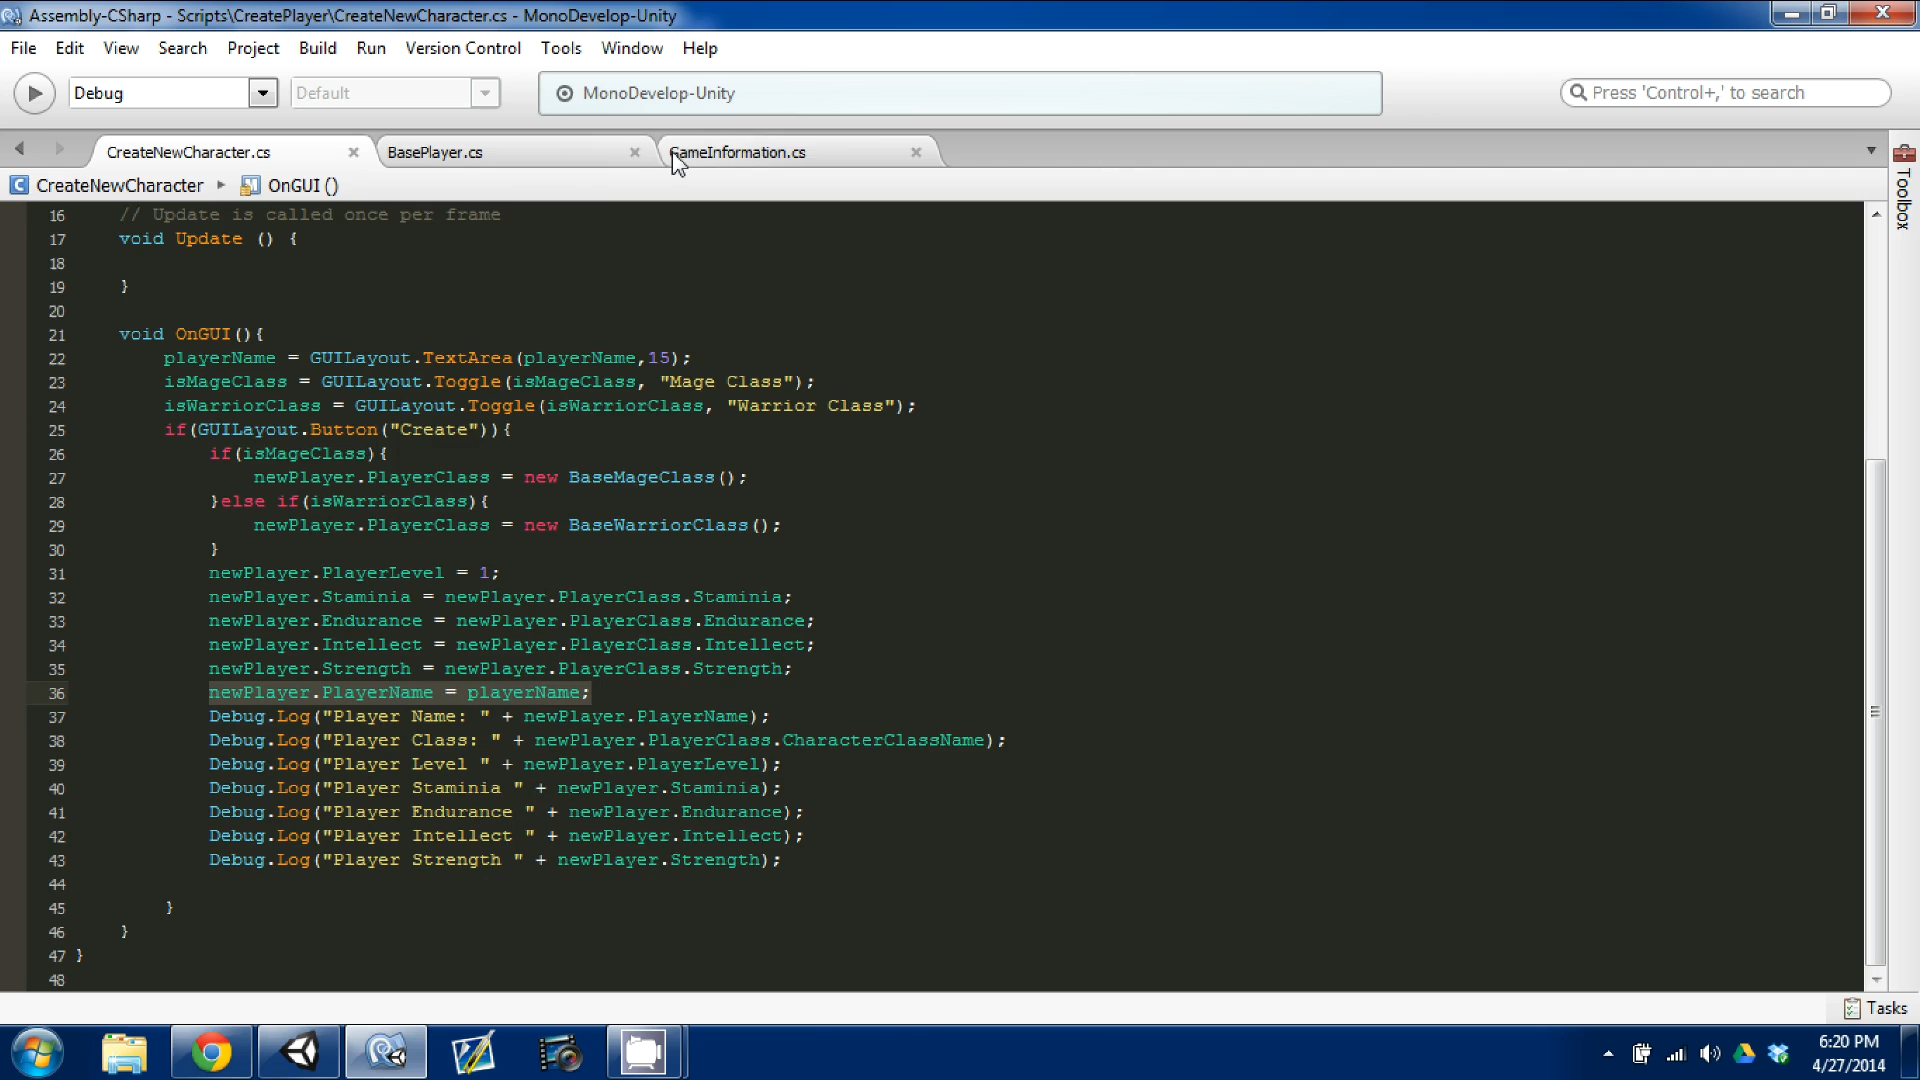 Assembly-CSharp - Scripts\CreatePlayer\CreateNewCharacter.cs - MonoDevelop-Unity
File Edit View Search Project Build Run Version Control Tools Window Help
Debug Default MonoDevelop-Unity Press 'Control+,' to search
CreateNewCharacter.cs BasePlayer.cs GameInformation.cs
CreateNewCharacter OnGUI ()
Toolbox
16 // Update is called once per frame
17 void Update () {
18
19 }
20
21 void OnGUI(){
22 playerName = GUILayout.TextArea(playerName,15);
23 isMageClass = GUILayout.Toggle(isMageClass, "Mage Class");
24 isWarriorClass = GUILayout.Toggle(isWarriorClass, "Warrior Class");
25 if(GUILayout.Button("Create")){
26 if(isMageClass){
27 newPlayer.PlayerClass = new BaseMageClass();
28 }else if(isWarriorClass){
29 newPlayer.PlayerClass = new BaseWarriorClass();
30 }
31 newPlayer.PlayerLevel = 1;
32 newPlayer.Staminia = newPlayer.PlayerClass.Staminia;
33 newPlayer.Endurance = newPlayer.PlayerClass.Endurance;
34 newPlayer.Intellect = newPlayer.PlayerClass.Intellect;
35 newPlayer.Strength = newPlayer.PlayerClass.Strength;
36 newPlayer.PlayerName = playerName;
37 Debug.Log("Player Name: " + newPlayer.PlayerName);
38 Debug.Log("Player Class: " + newPlayer.PlayerClass.CharacterClassName);
39 Debug.Log("Player Level " + newPlayer.PlayerLevel);
40 Debug.Log("Player Staminia " + newPlayer.Staminia);
41 Debug.Log("Player Endurance " + newPlayer.Endurance);
42 Debug.Log("Player Intellect " + newPlayer.Intellect);
43 Debug.Log("Player Strength " + newPlayer.Strength);
44
45 }
46 }
47 }
48
Tasks
6:20 PM
4/27/2014